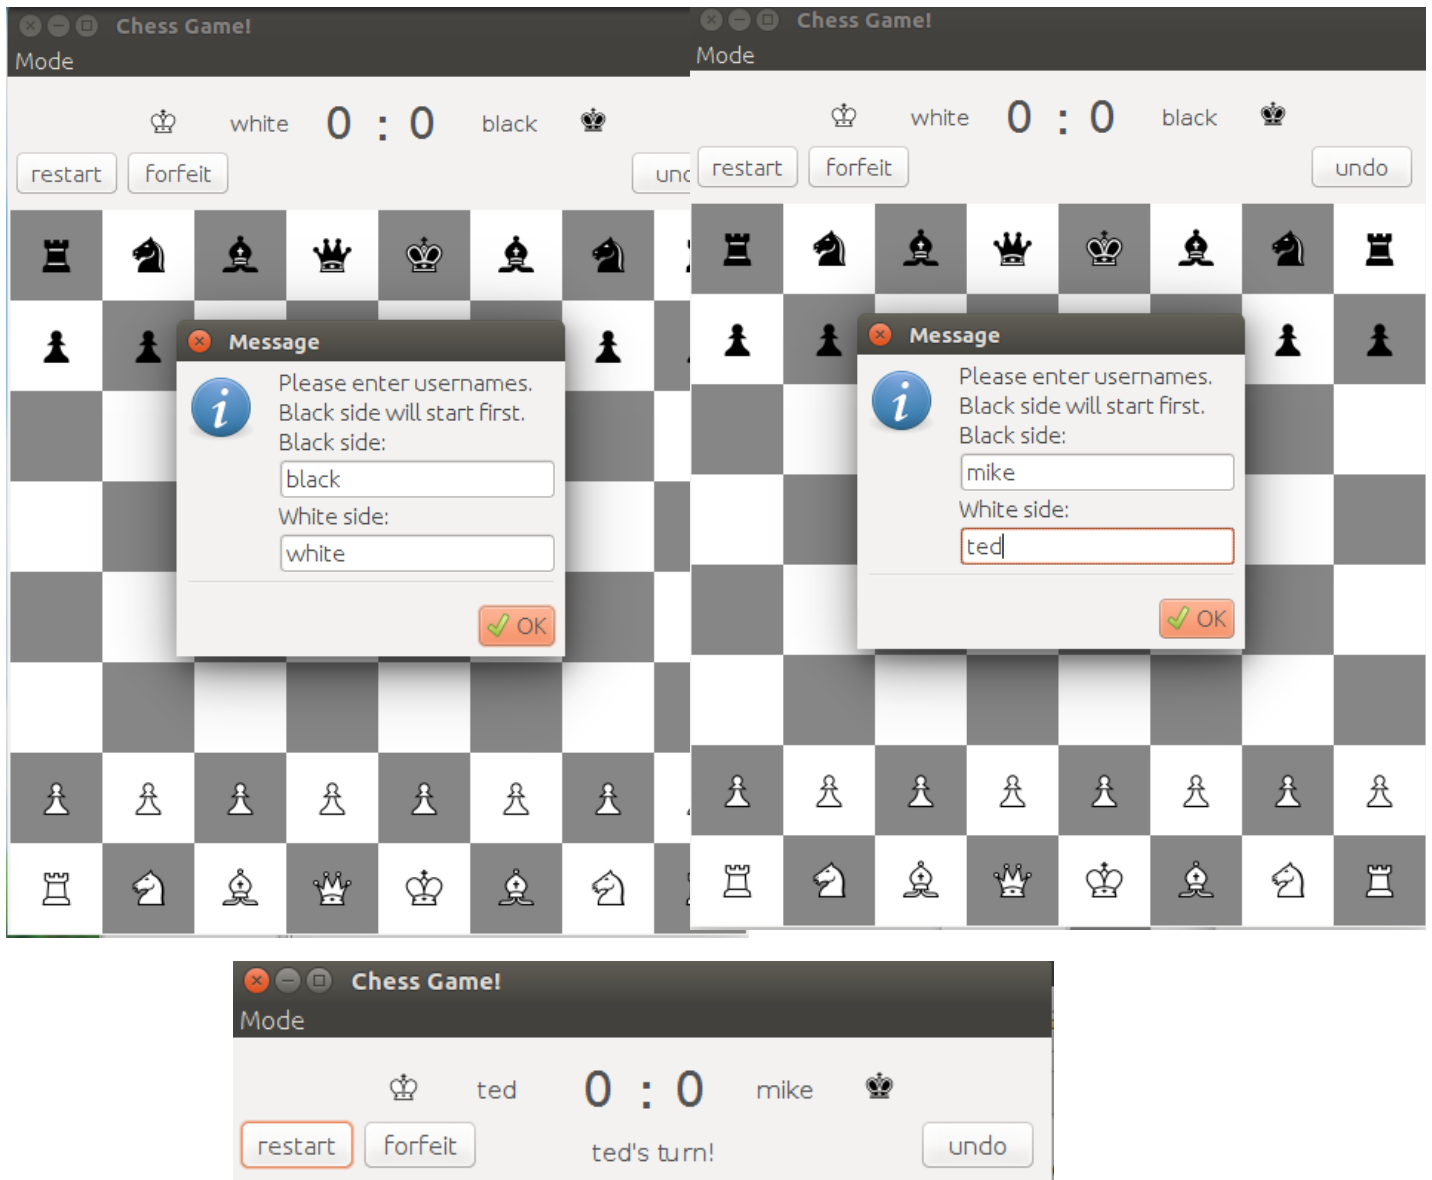 Chess Game!
Mode
white 0 : 0 black
restart forfeit
Message
Please enter usernames.
Black side will start first.
Black side:
black
White side:
white
OK
Chess Game!
Mode
white 0 : 0 black
restart forfeit undo
Message
Please enter usernames.
Black side will start first.
Black side:
mike
White side:
ted
OK
Chess Game!
Mode
ted 0 : 0 mike
restart forfeit ted's turn! undo